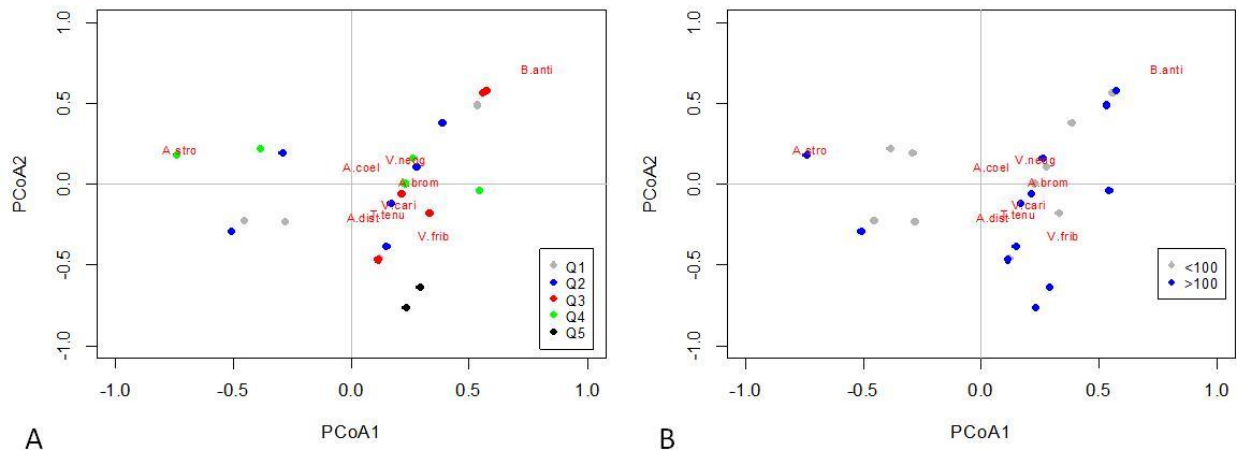 1.0
B.anti
0.5
A.stro
V.neog
A.coel
PCoA2
0.0
A.brom
V.cari
A.dist
T.tenu
V.frib
-0.5
Q1
Q2
Q3
Q4
Q5
-1.0
-1.0 -0.5 0.0 0.5 1.0
PCoA1
A
1.0
B.anti
0.5
A.stro
V.neog
A.coel
PCoA2
0.0
A.brom
V.cari
A.dist
T.tenu
V.frib
-0.5
<100
>100
-1.0
-1.0 -0.5 0.0 0.5 1.0
PCoA1
B